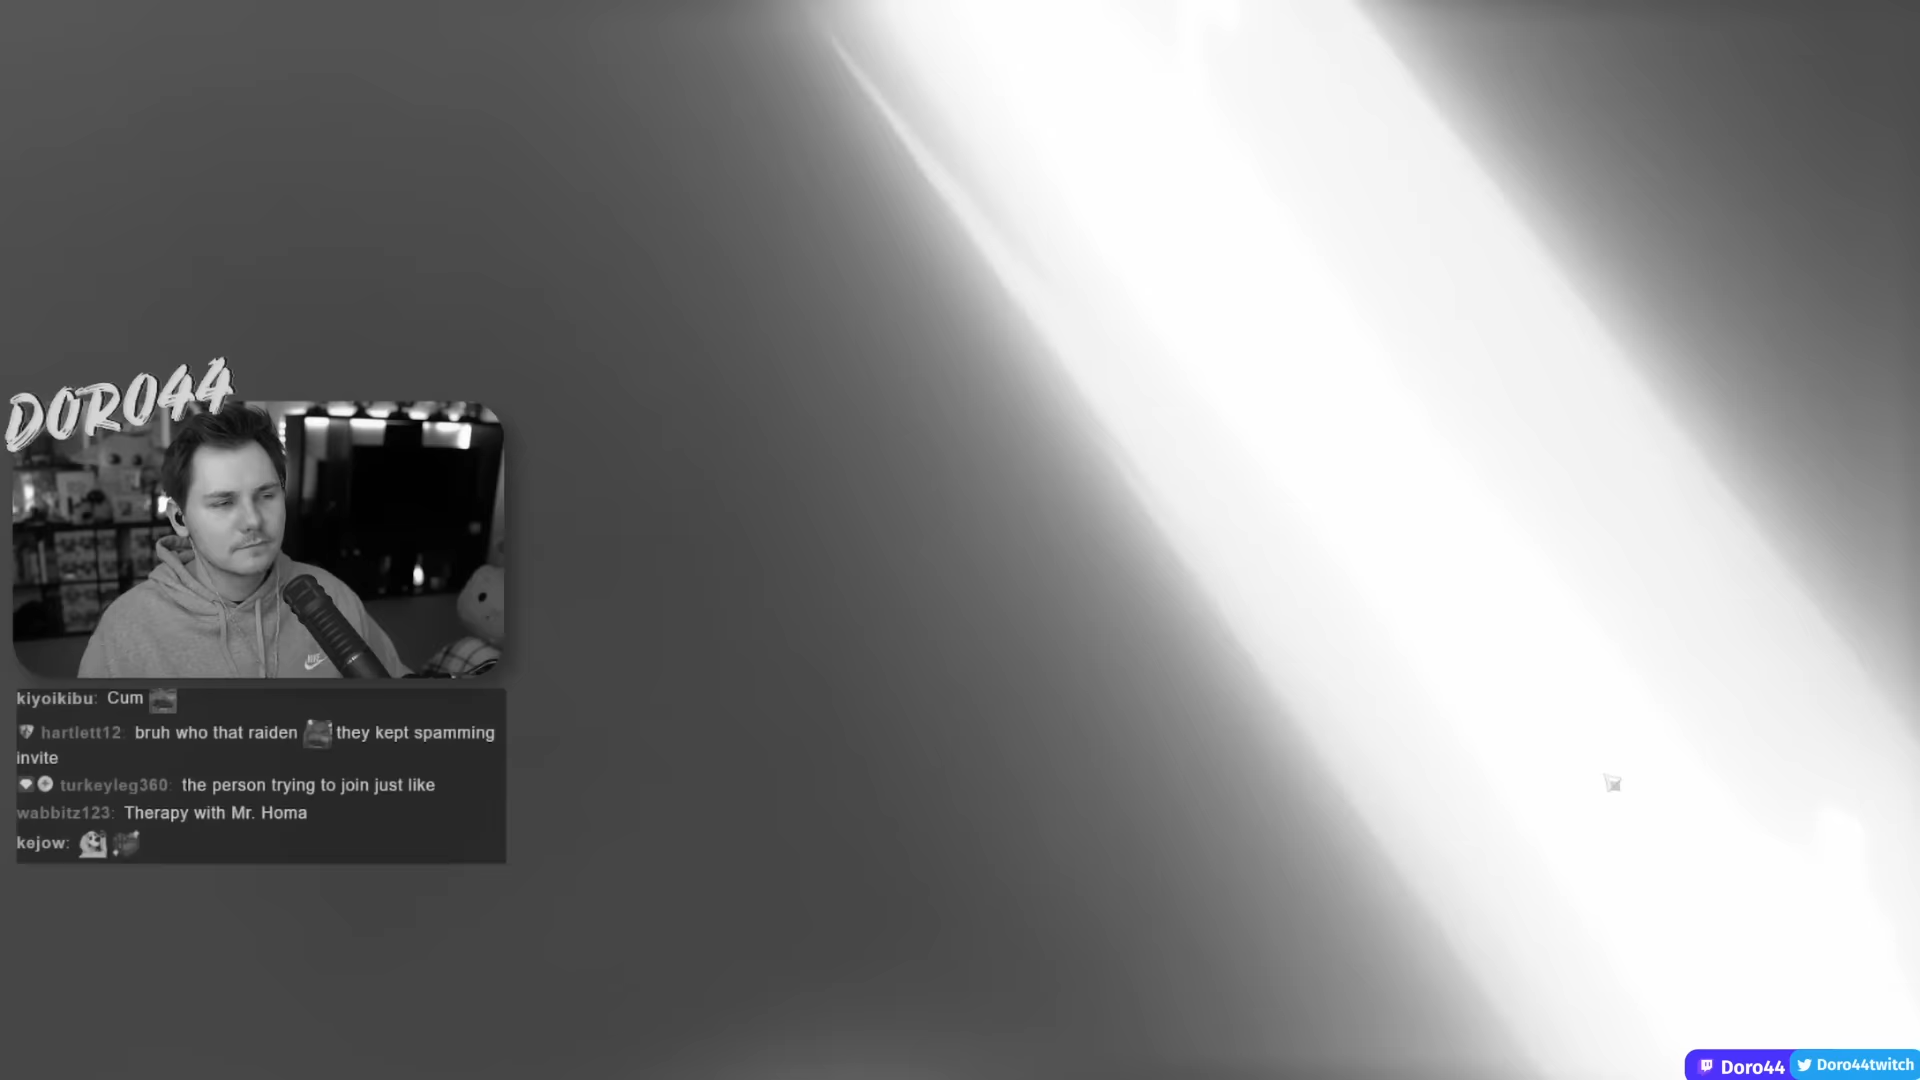 DORO44
kiyoikibu: Cum
hartlett12: bruh who that raiden they kept spamming
invite
turkeyleg360: the person trying to join just like
wabbitz123: Therapy with Mr. Homa
kejow:
NIKE
Doro44
Doro44twitch